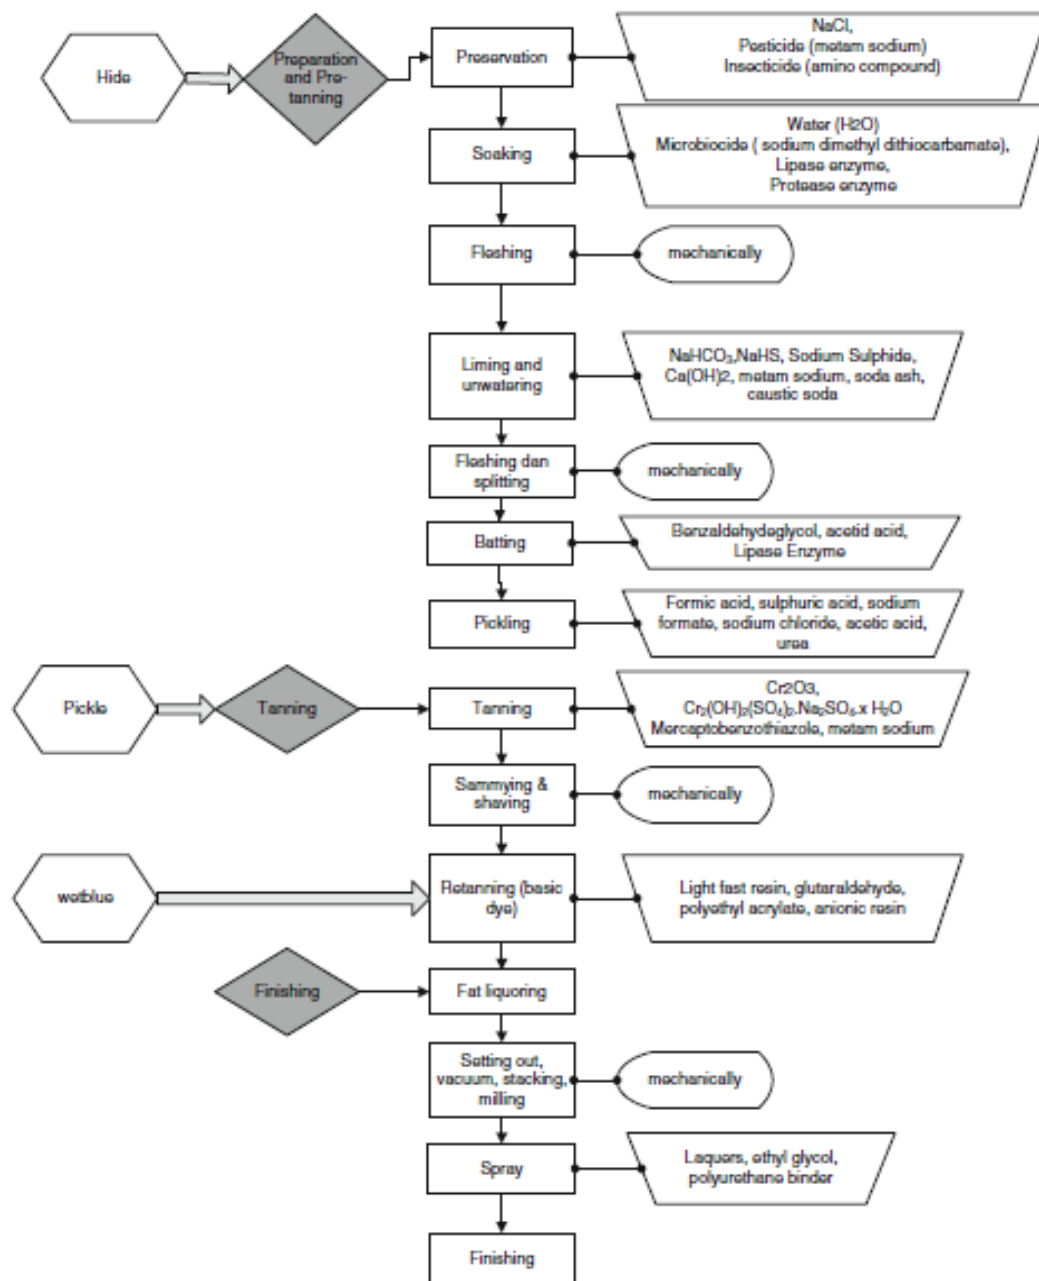 Hide
Preparation
and Pre-
tanning
Preservation
NaCl,
Pesticide (metam sodium)
Insecticide (amino compound)
Soaking
Water (H2O)
Microbiocide ( sodium dimethyl dithiocarbamate),
Lipase enzyme,
Protease enzyme
Fleshing
mechanically
Liming and
unwatering
NaHCO₃,NaHS, Sodium Sulphide,
Ca(OH)2, metam sodium, soda ash,
caustic soda
Fleshing dan
splitting
mechanically
Batting
Benzaldehydeglycol, acetid acid,
Lipase Enzyme
Pickling
Formic acid, sulphuric acid, sodium
formate, sodium chloride, acetic acid,
urea
Pickle
Tanning
Tanning
Cr2O3,
Cr₂(OH)₂(SO₄)₂.Na₂SO₄.x H₂O
Mercaptobenzothiazole, metam sodium
Sammying &
shaving
mechanically
wetblue
Retanning (basic
dye)
Light fast resin, glutaraldehyde,
polyethyl acrylate, anionic resin
Finishing
Fat liquoring
Setting out,
vacuum, stacking,
milling
mechanically
Spray
Laquers, ethyl glycol,
polyurethane binder
Finishing